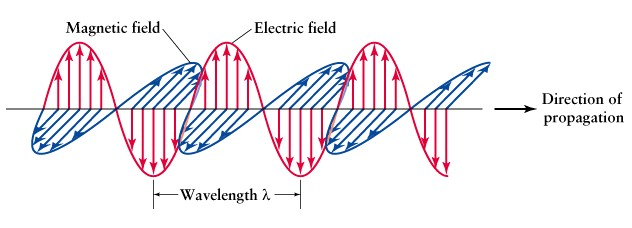 Magnetic field
Electric field
Direction of
propagation
Wavelength λ